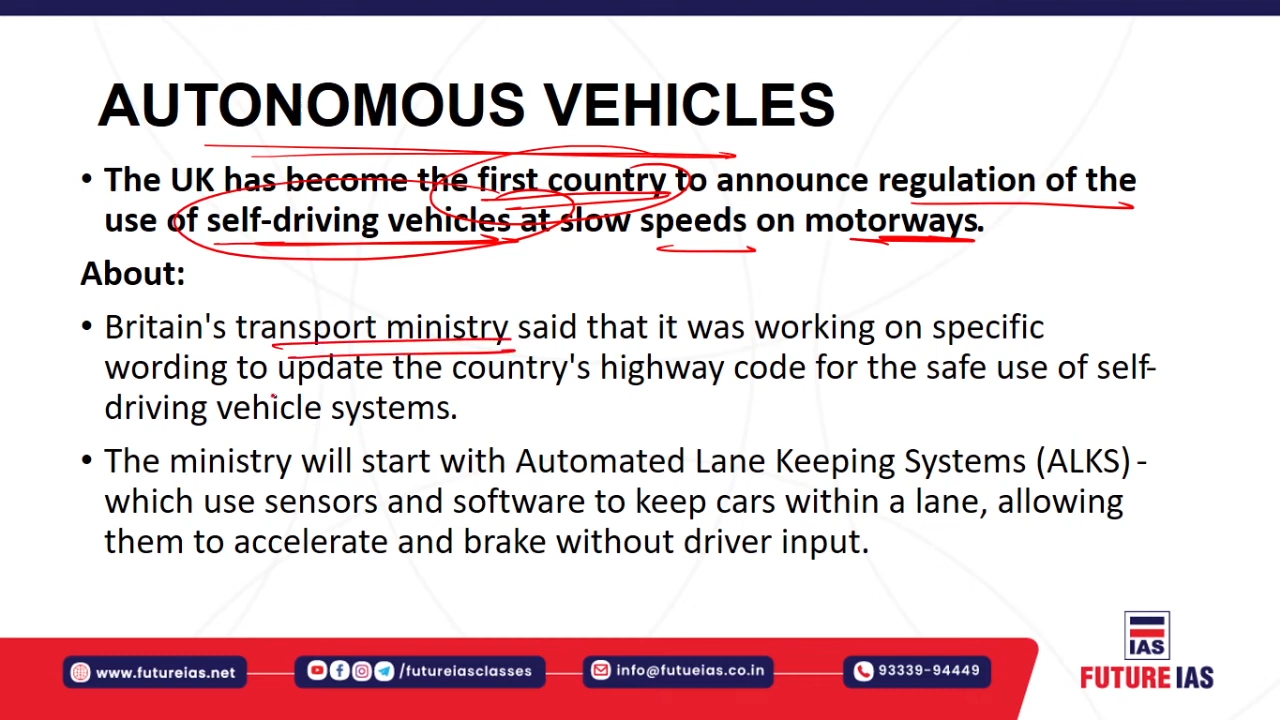 AUTONOMOUS VEHICLES
• The UK has become the first country to announce regulation of the
use of self-driving vehicles at slow speeds on motorways.
About:
• Britain's transport ministry said that it was working on specific
wording to update the country's highway code for the safe use of self-
driving vehicle systems.
• The ministry will start with Automated Lane Keeping Systems (ALKS) -
which use sensors and software to keep cars within a lane, allowing
them to accelerate and brake without driver input.
IAS
FUTURE IAS
www.futureias.net
/futureiasclasses
info@futueias.co.in
93339-94449